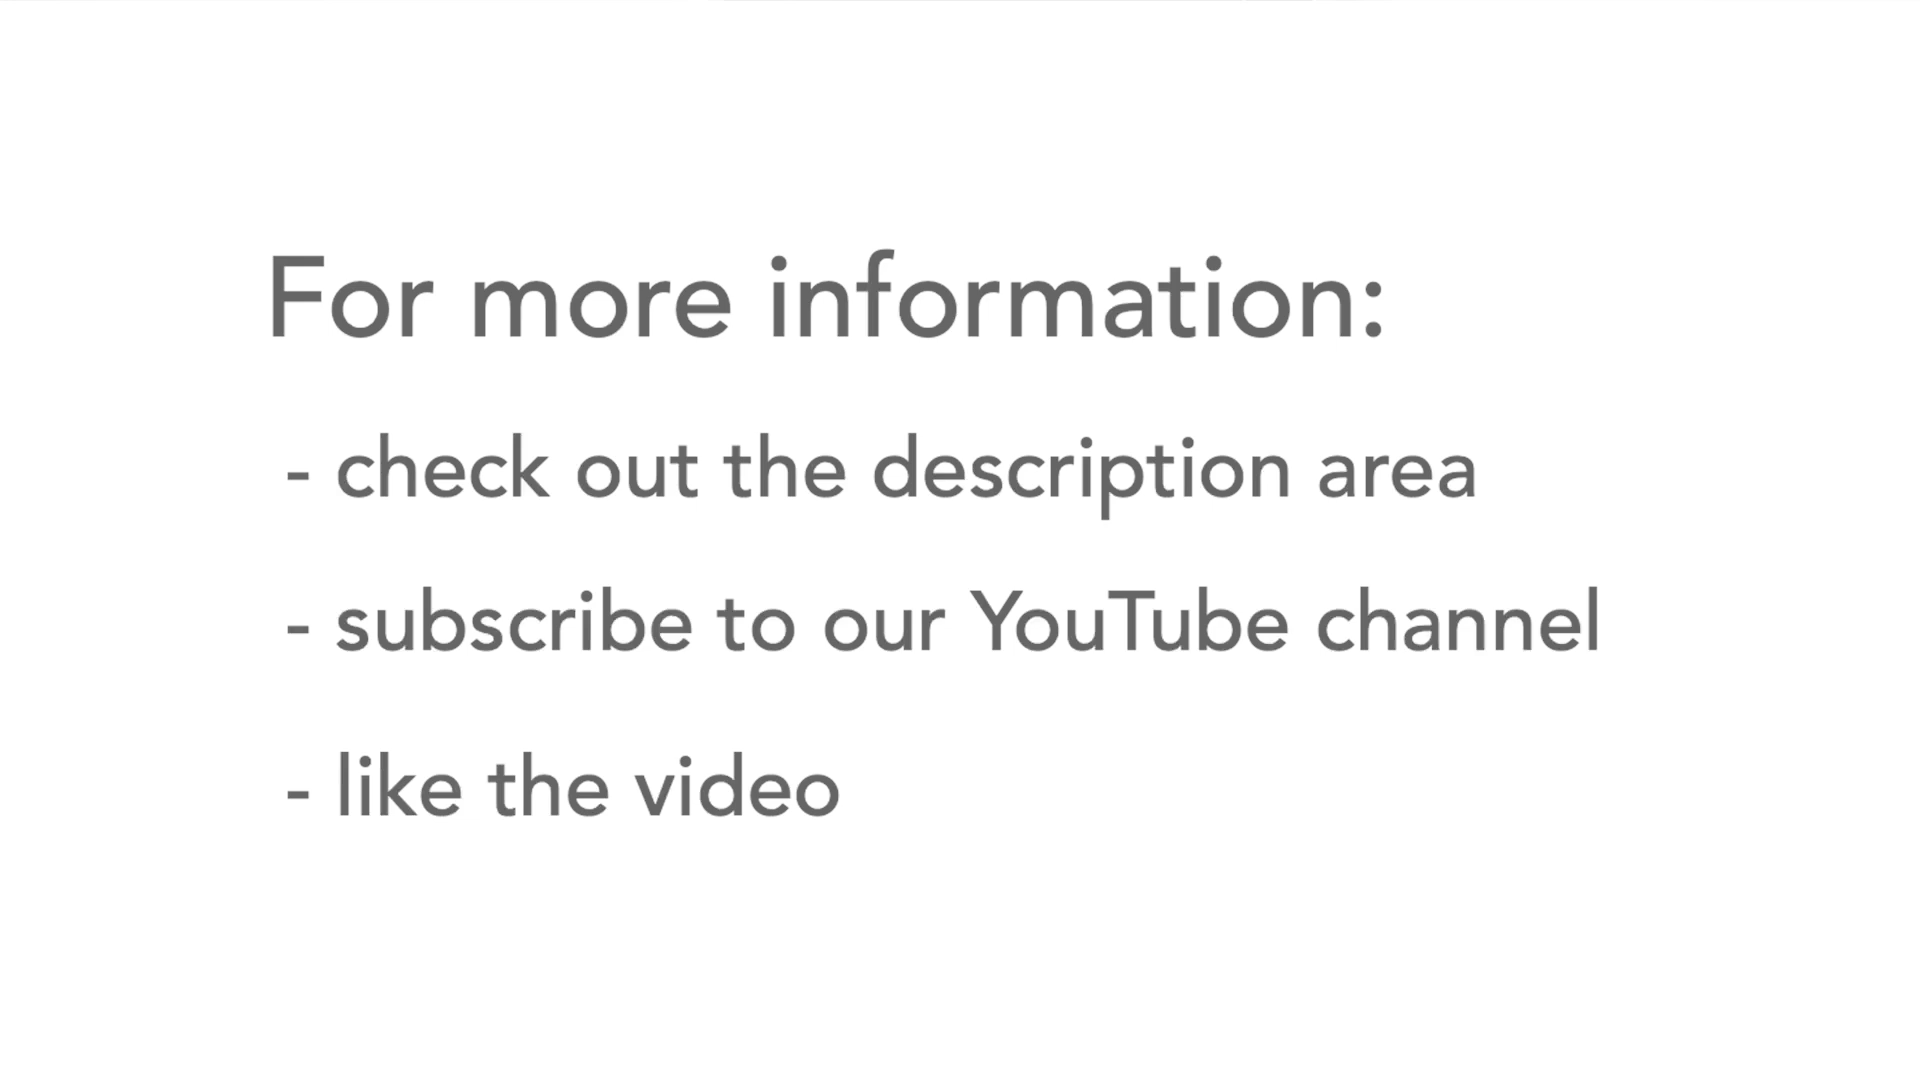 For more information:
- check out the description area
- subscribe to our YouTube channel
- like the video